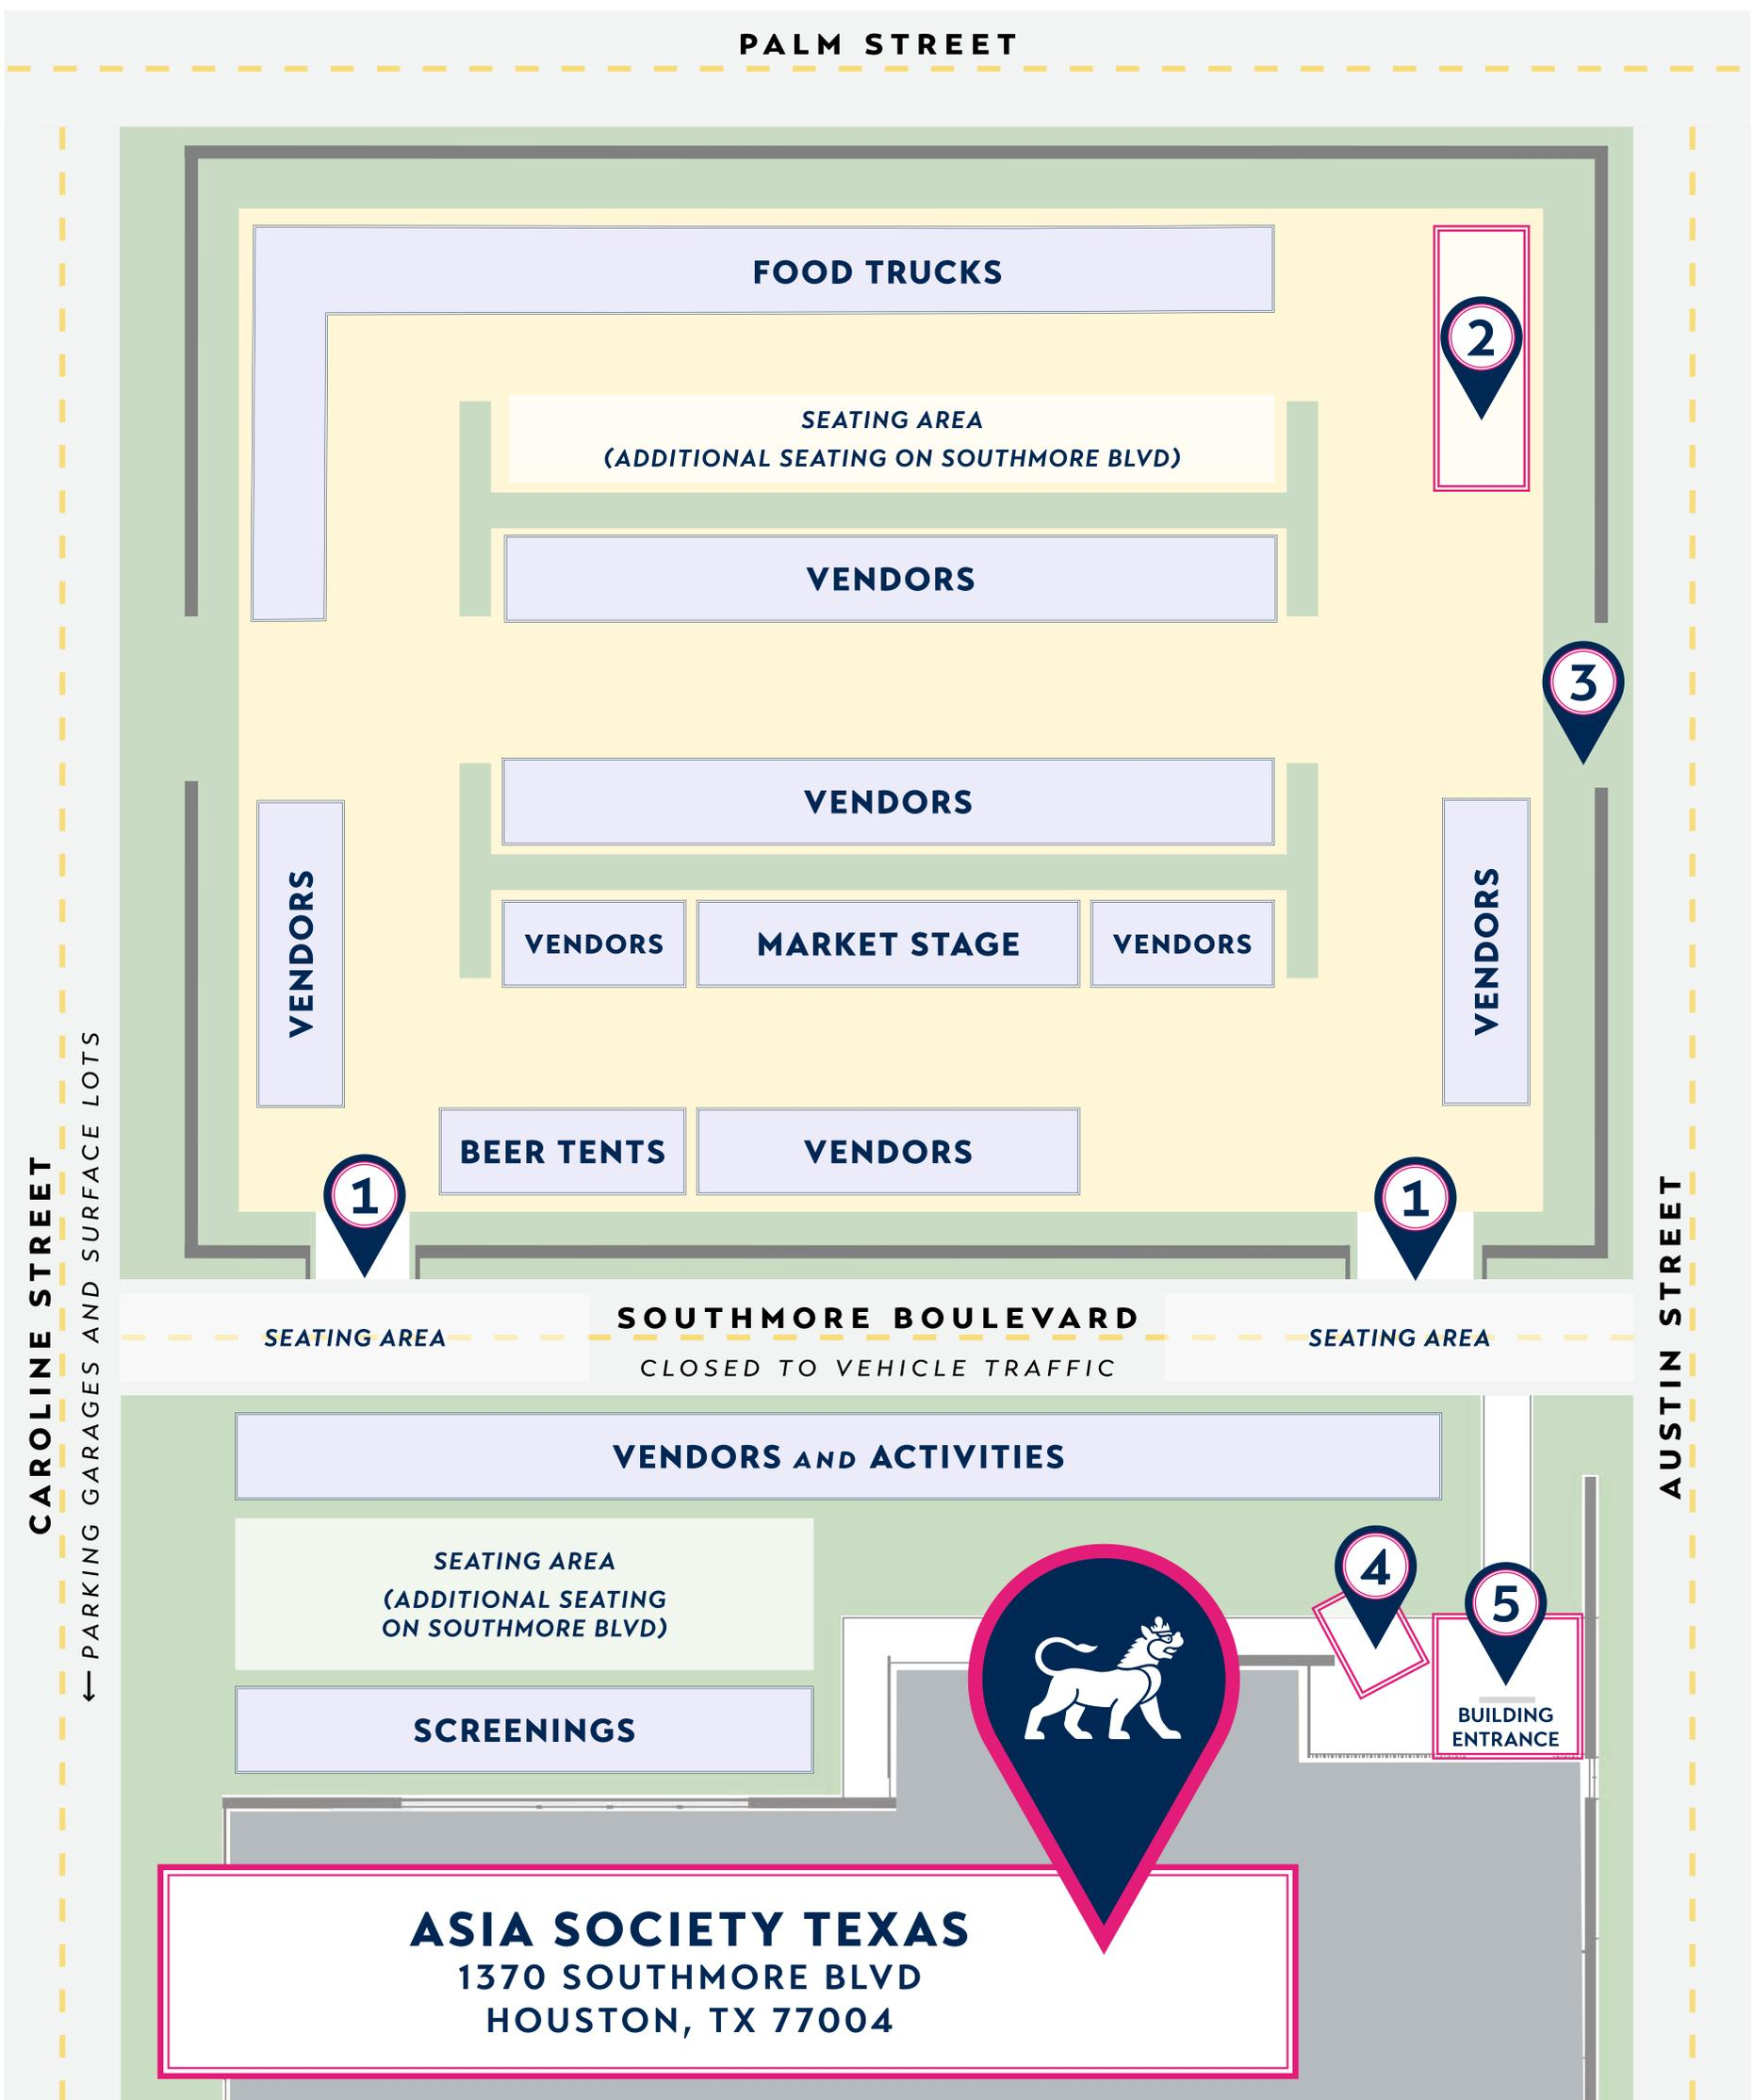 PALM STREET
FOOD TRUCKS
2
SEATING AREA
(ADDITIONAL SEATING ON SOUTHMORE BLVD)
VENDORS
3
VENDORS
VENDORS
VENDORS
MARKET STAGE
VENDORS
VENDORS
BEER TENTS
VENDORS
1
1
CAROLINE STREET
PARKING GARAGES AND SURFACE LOTS
AUSTIN STREET
SOUTHMORE BOULEVARD
SEATING AREA
SEATING AREA
CLOSED TO VEHICLE TRAFFIC
VENDORS AND ACTIVITIES
SEATING AREA
(ADDITIONAL SEATING
ON SOUTHMORE BLVD)
4
5
BUILDING
ENTRANCE
SCREENINGS
ASIA SOCIETY TEXAS
1370 SOUTHMORE BLVD
HOUSTON, TX 77004